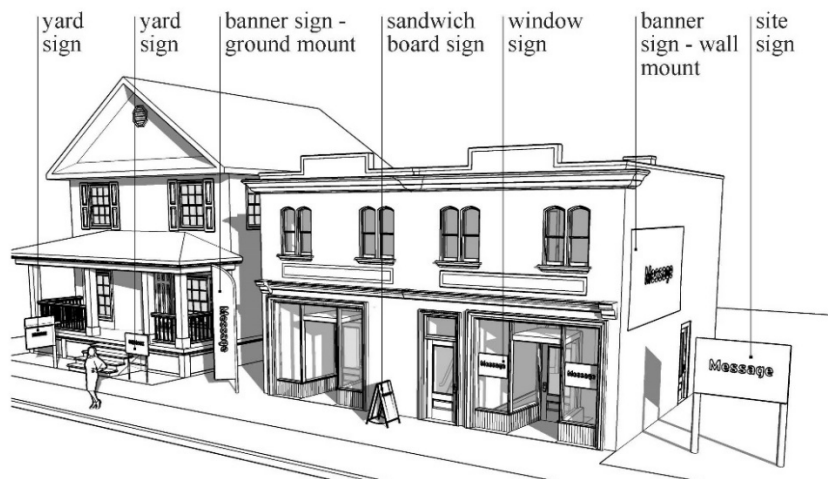 yard
sign
yard
sign
banner sign -
ground mount
sandwich
board sign
window
sign
banner
sign - wall
mount
site
sign
Message
Message
Message
Message
Message